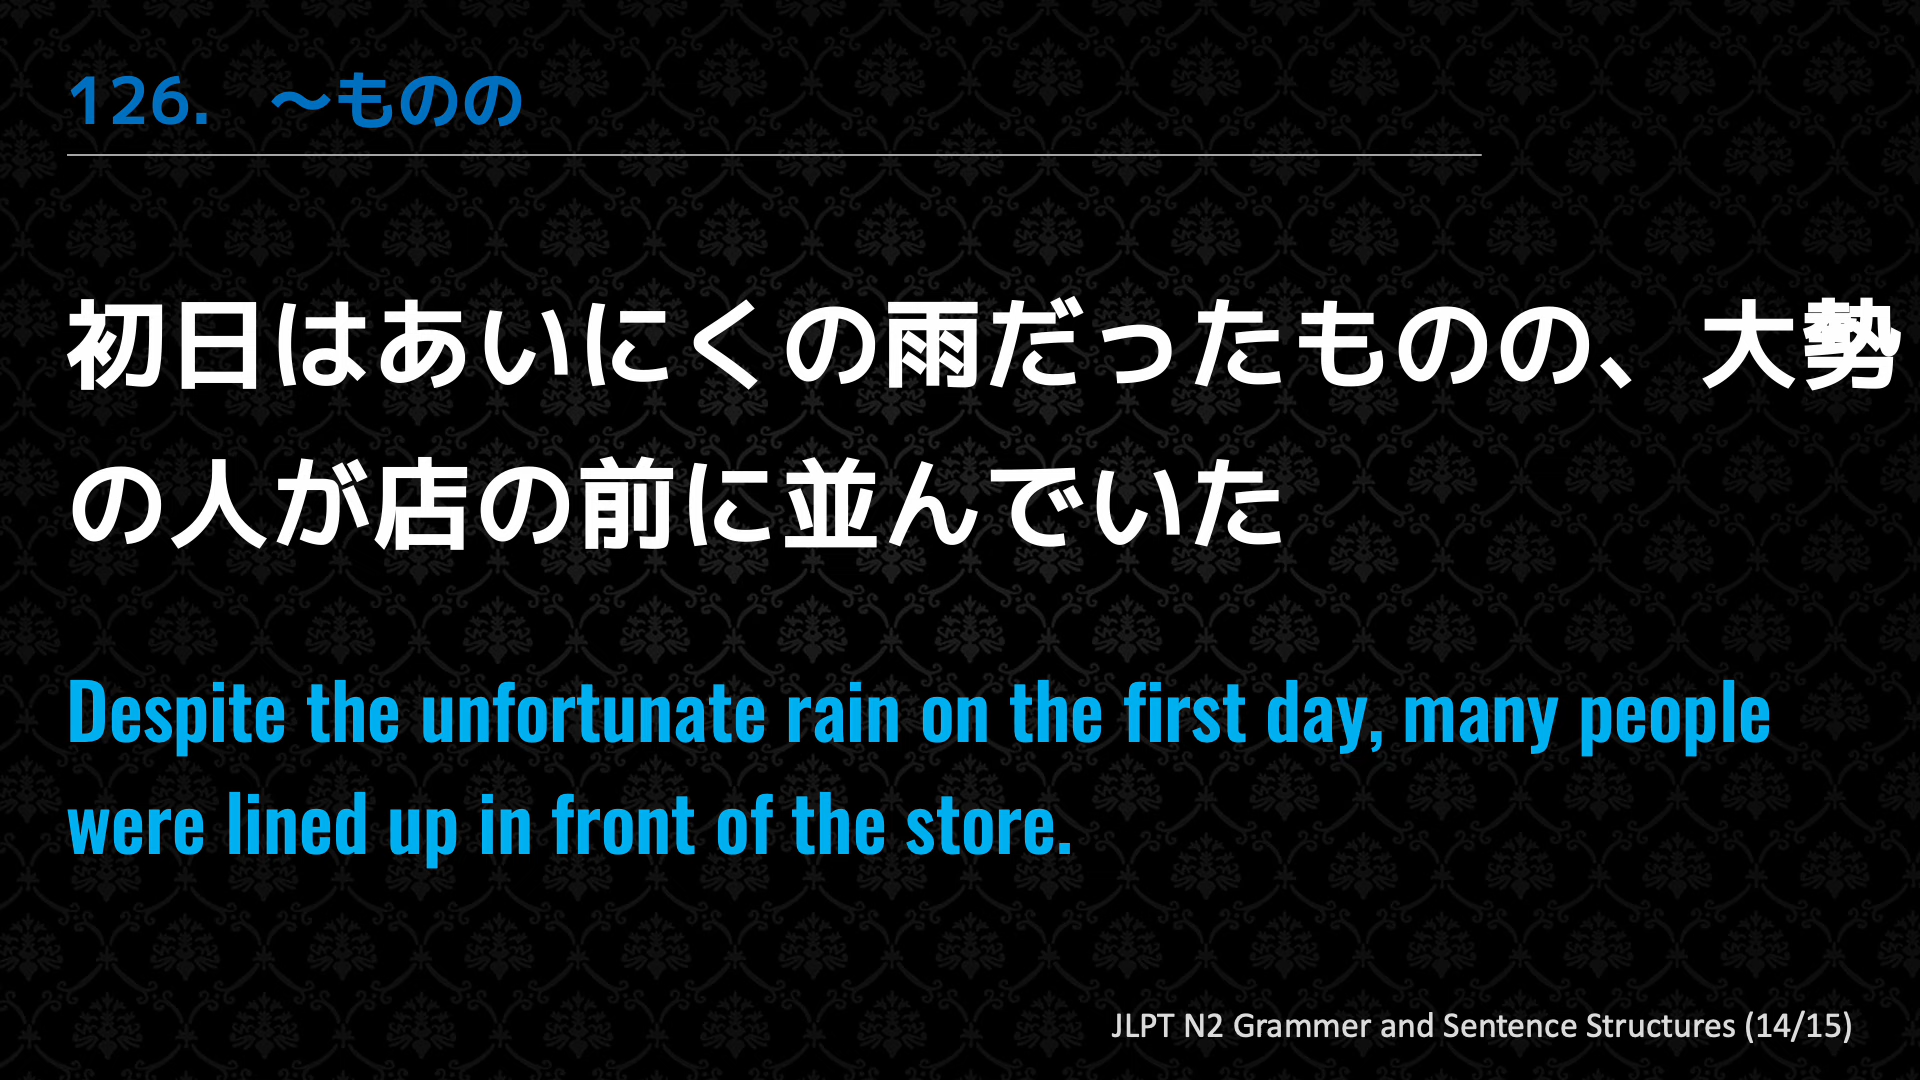 126. ～ものの
初日はあいにくの雨だったものの、大勢
の人が店の前に並んでいた
Despite the unfortunate rain on the first day, many people
were lined up in front of the store.
JLPT N2 Grammer and Sentence Structures (14/15)